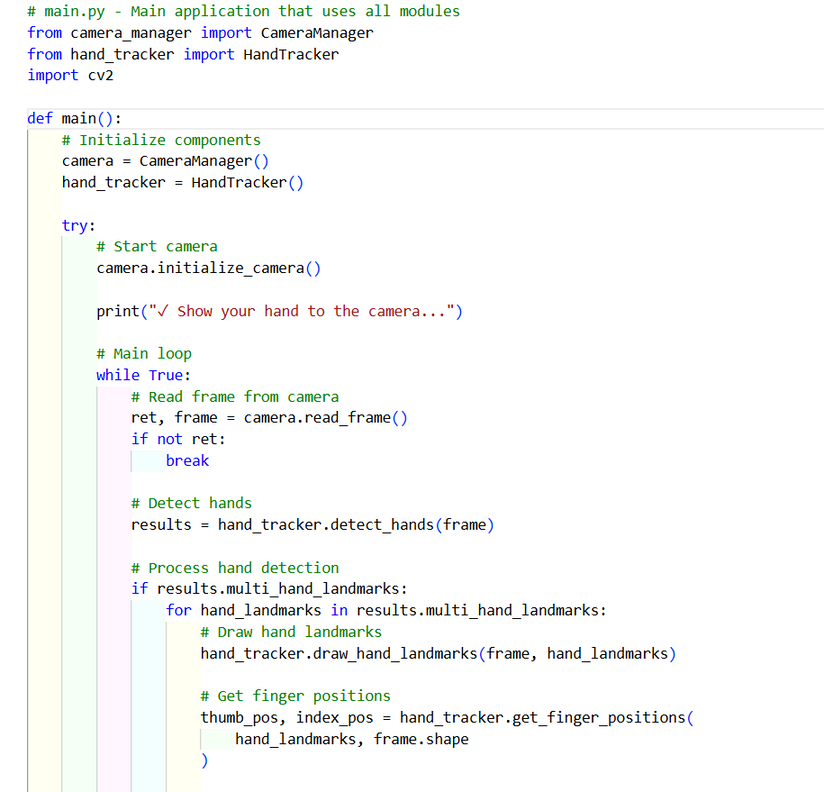 # main.py - Main application that uses all modules
from camera_manager import CameraManager
from hand_tracker import HandTracker
import cv2

def main():
    # Initialize components
    camera = CameraManager()
    hand_tracker = HandTracker()

    try:
        # Start camera
        camera.initialize_camera()

        print("✓ Show your hand to the camera...")

        # Main loop
        while True:
            # Read frame from camera
            ret, frame = camera.read_frame()
            if not ret:
                break

            # Detect hands
            results = hand_tracker.detect_hands(frame)

            # Process hand detection
            if results.multi_hand_landmarks:
                for hand_landmarks in results.multi_hand_landmarks:
                    # Draw hand landmarks
                    hand_tracker.draw_hand_landmarks(frame, hand_landmarks)

                    # Get finger positions
                    thumb_pos, index_pos = hand_tracker.get_finger_positions(
                        hand_landmarks, frame.shape
                    )